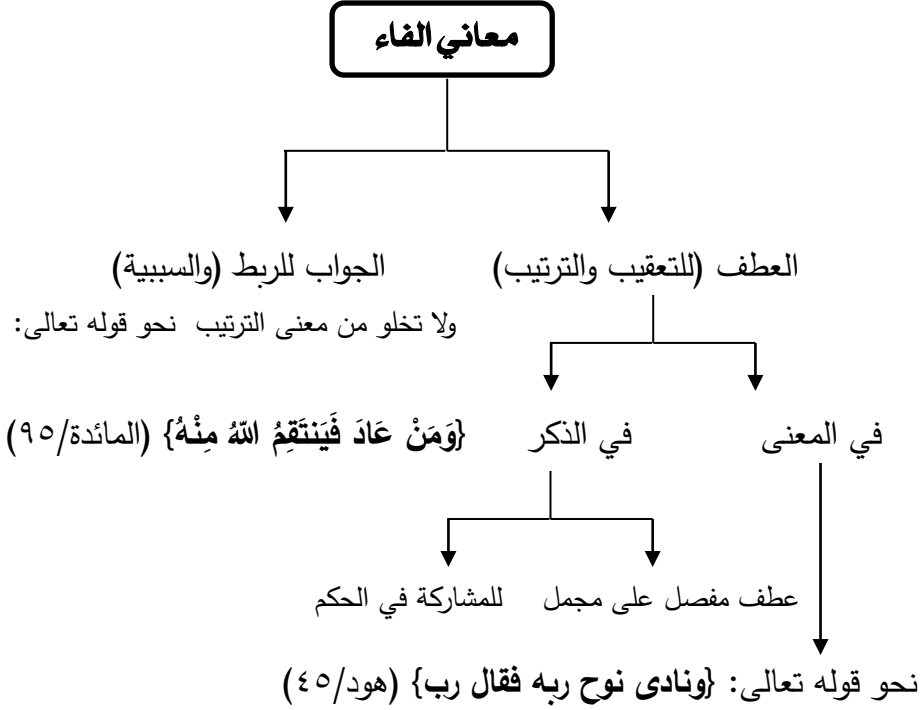 معاني الفاء
العطف (للتعقيب والترتيب) الجواب للربط (والسببية)
ولا تخلو من معنى الترتيب نحو قوله تعالى:
في المعنى في الذكر {وَمَنْ عَادَ فَيَنتَقِمُ اللّهُ مِنْهُ} (المائدة/٩٥)
عطف مفصل على مجمل للمشاركة في الحكم
نحو قوله تعالى: {ونادى نوح ربه فقال رب} (هود/٤٥)